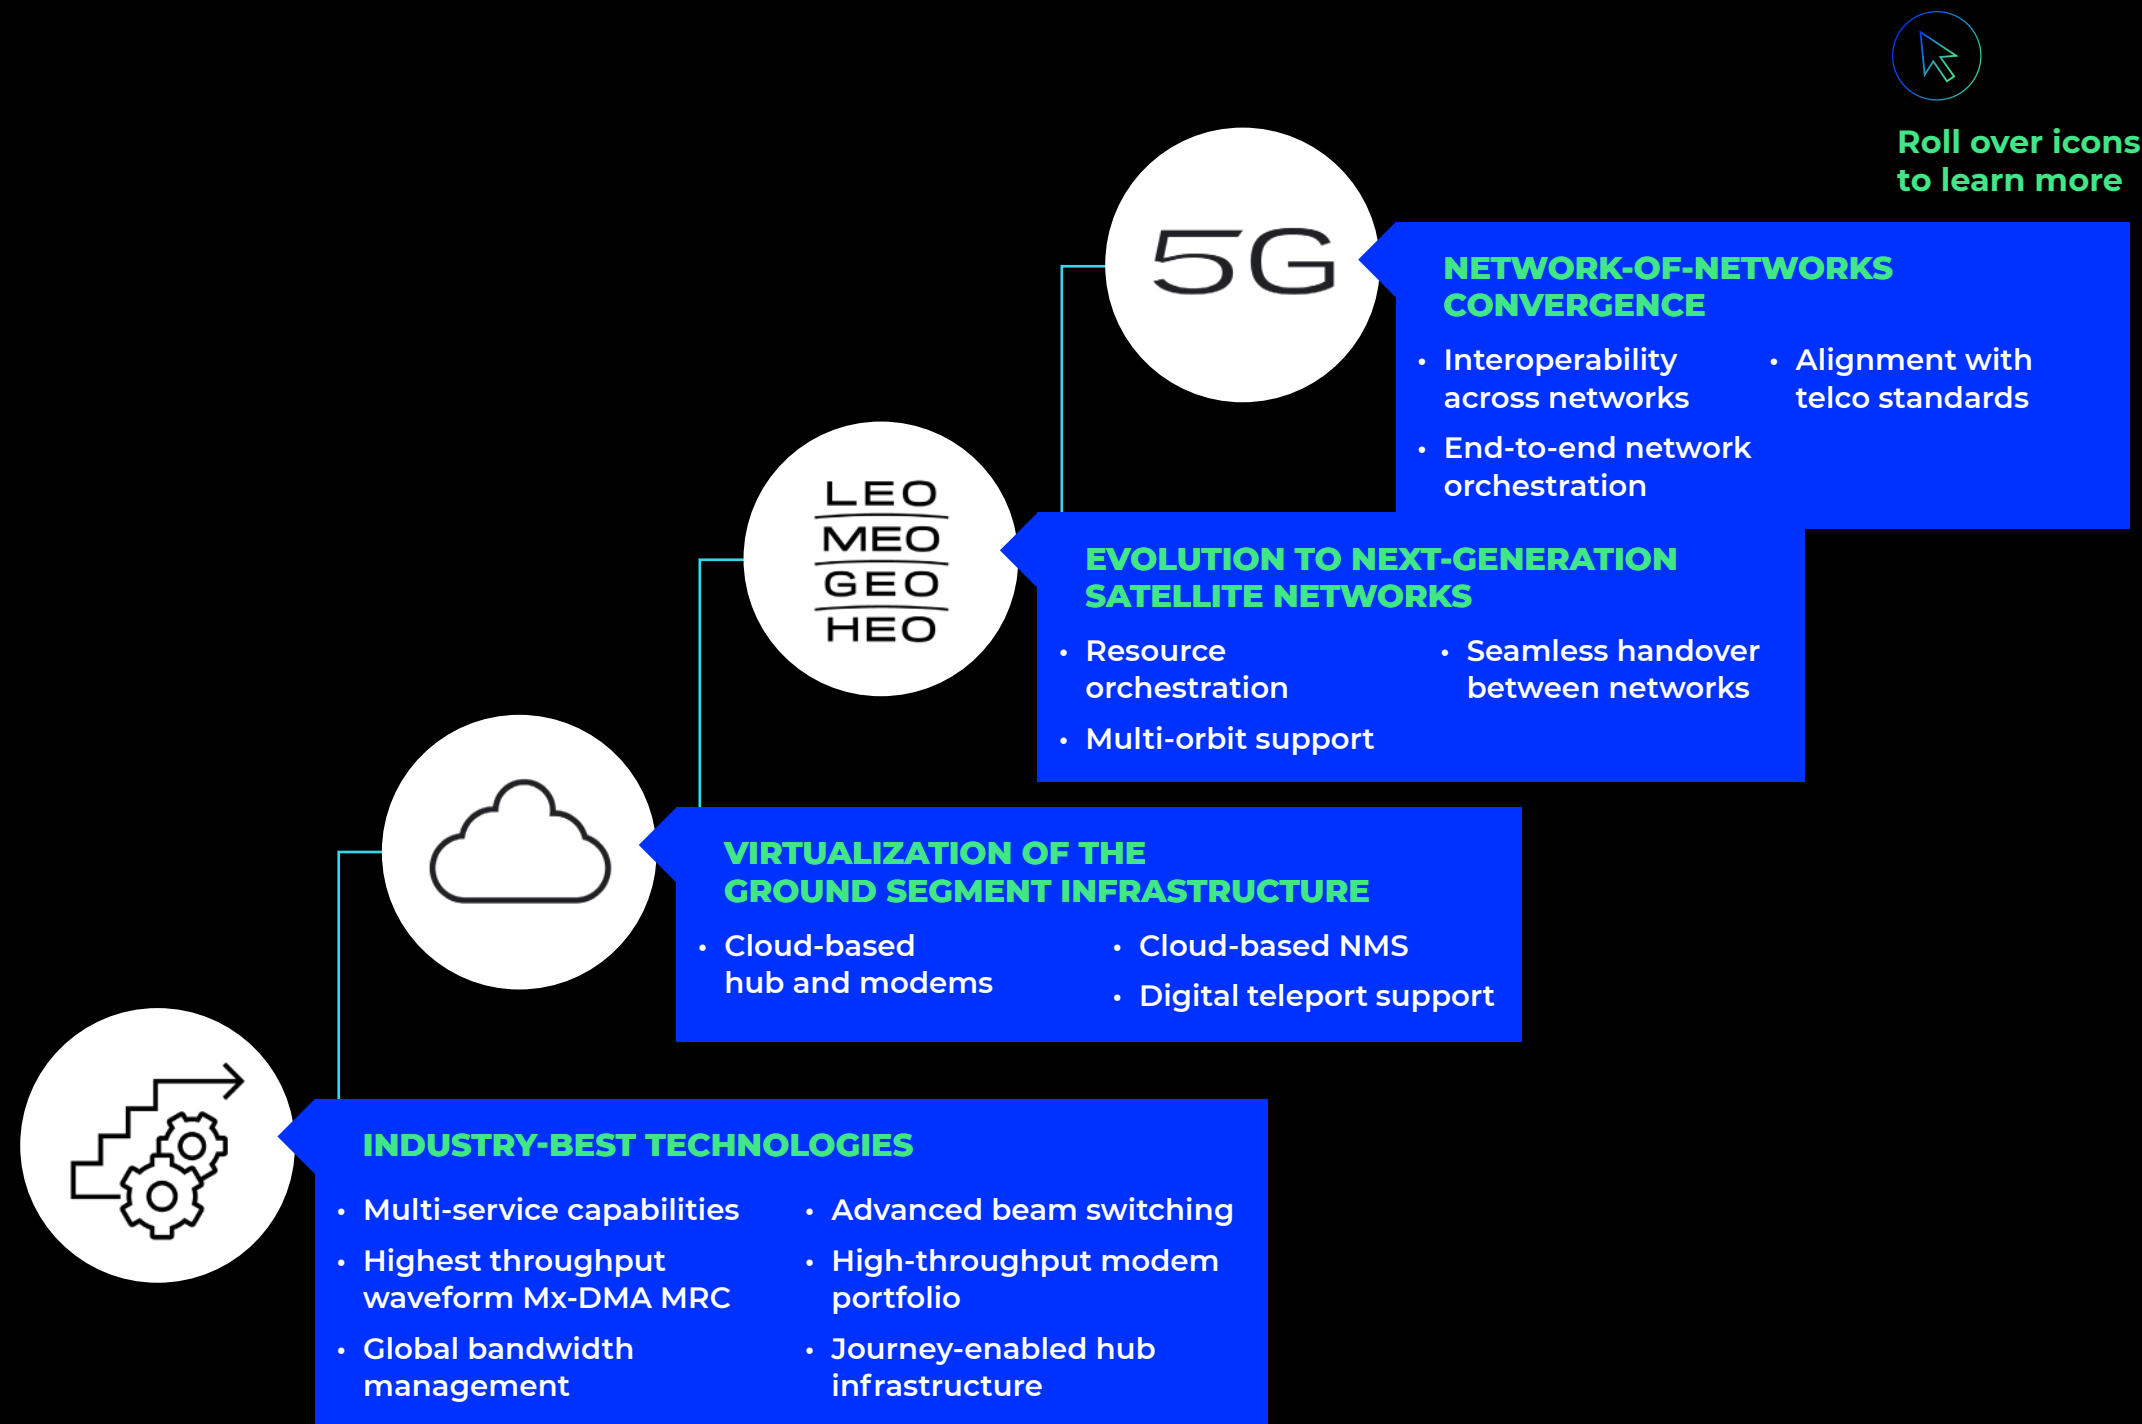 Roll over icons
to learn more
5G
NETWORK-OF-NETWORKS
CONVERGENCE
• Interoperability
across networks
• End-to-end network
orchestration
• Alignment with
telco standards
LEO
MEO
GEO
HEO
EVOLUTION TO NEXT-GENERATION
SATELLITE NETWORKS
• Resource
orchestration
• Multi-orbit support
• Seamless handover
between networks
VIRTUALIZATION OF THE
GROUND SEGMENT INFRASTRUCTURE
• Cloud-based
hub and modems
• Cloud-based NMS
• Digital teleport support
INDUSTRY-BEST TECHNOLOGIES
• Multi-service capabilities
• Highest throughput
waveform Mx-DMA MRC
• Global bandwidth
management
• Advanced beam switching
• High-throughput modem
portfolio
• Journey-enabled hub
infrastructure